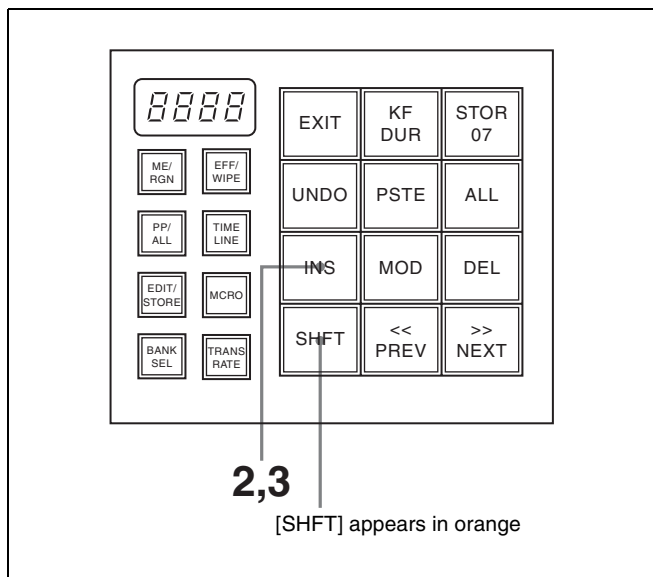 8888
EXIT
KF
DUR
STOR
07
ME/
RGN
EFF/
WIPE
UNDO
PSTE
ALL
PP/
ALL
TIME
LINE
INS
MOD
DEL
EDIT/
STORE
MCRO
SHFT
<<
PREV
>>
NEXT
BANK
SEL
TRANS
RATE
2,3
[SHFT] appears in orange